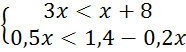 3x < x + 8
0,5x < 1,4 – 0,2x